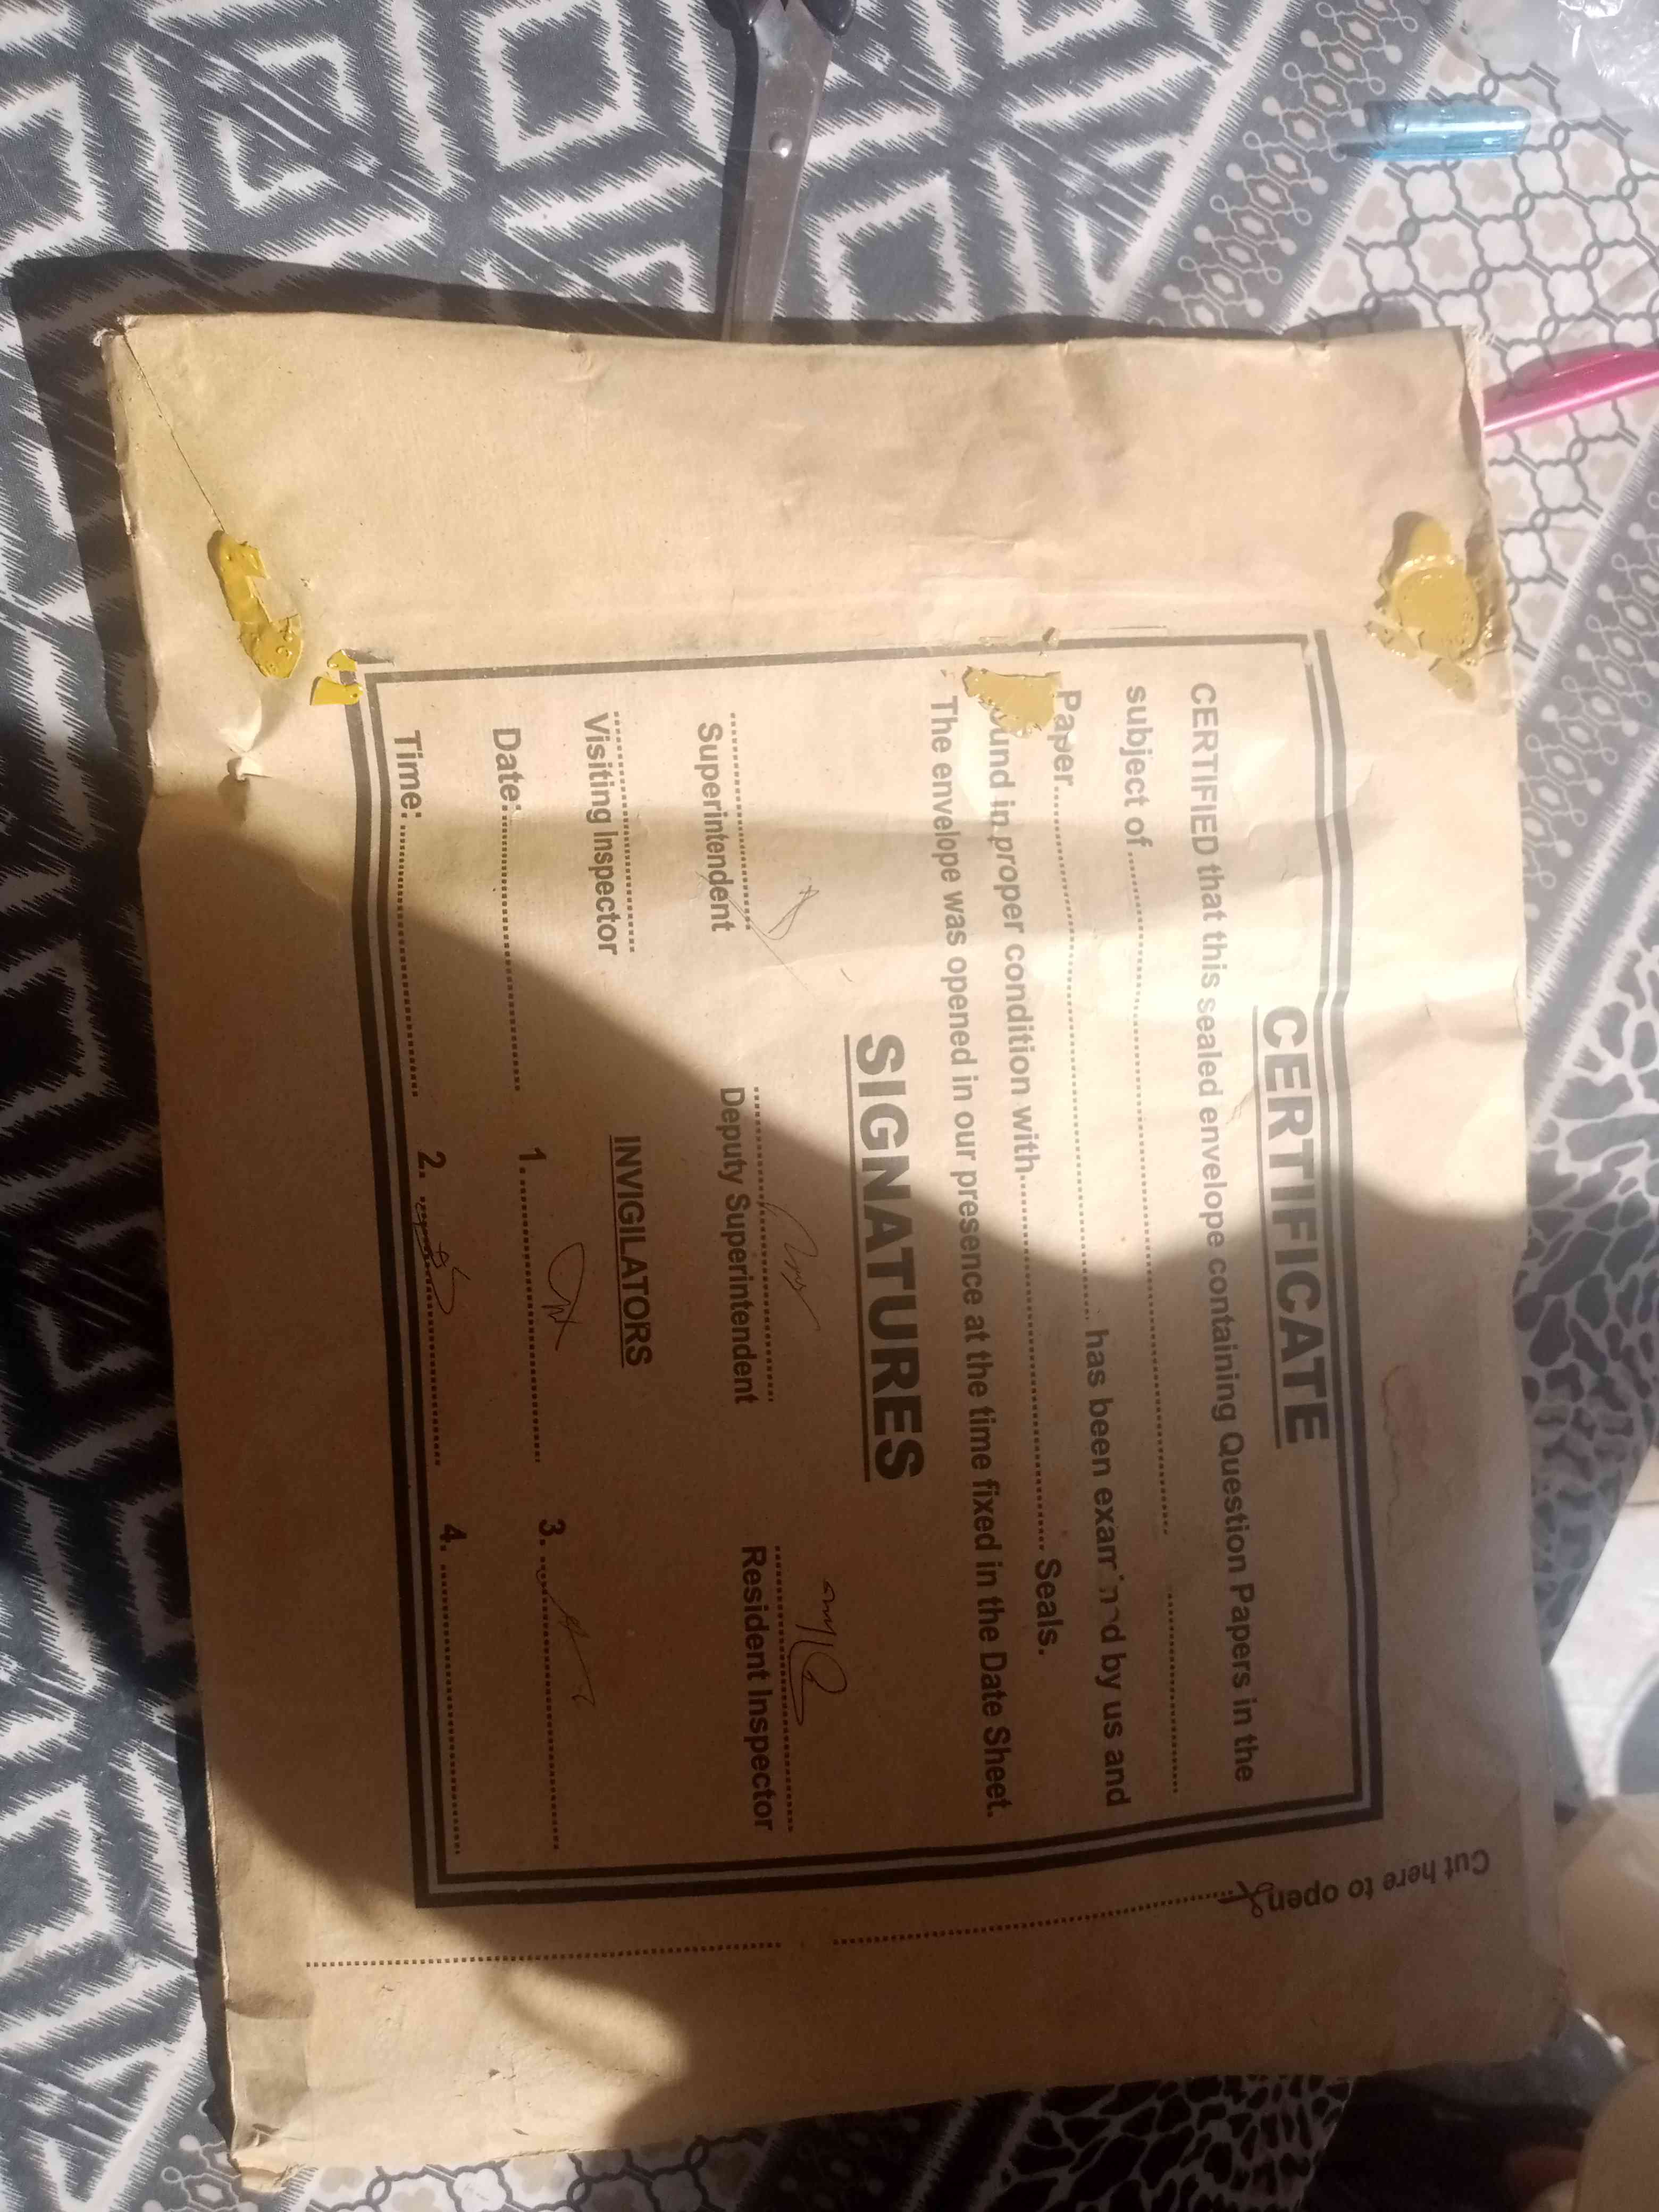 CERTIFICATE
CERTIFIED that this sealed envelope containing Question Papers in the
subject of ........................................................................
Paper........................................ has been examined by us and
found in proper condition with........................................ Seals.
The envelope was opened in our presence at the time fixed in the Date Sheet.
SIGNATURES
Superintendent Deputy Superintendent Resident Inspector
Visiting Inspector
INVIGILATORS
Date:........................ 1. ........................ 3. ........................
Time:........................ 2. ........................ 4. ........................
Cut here to open